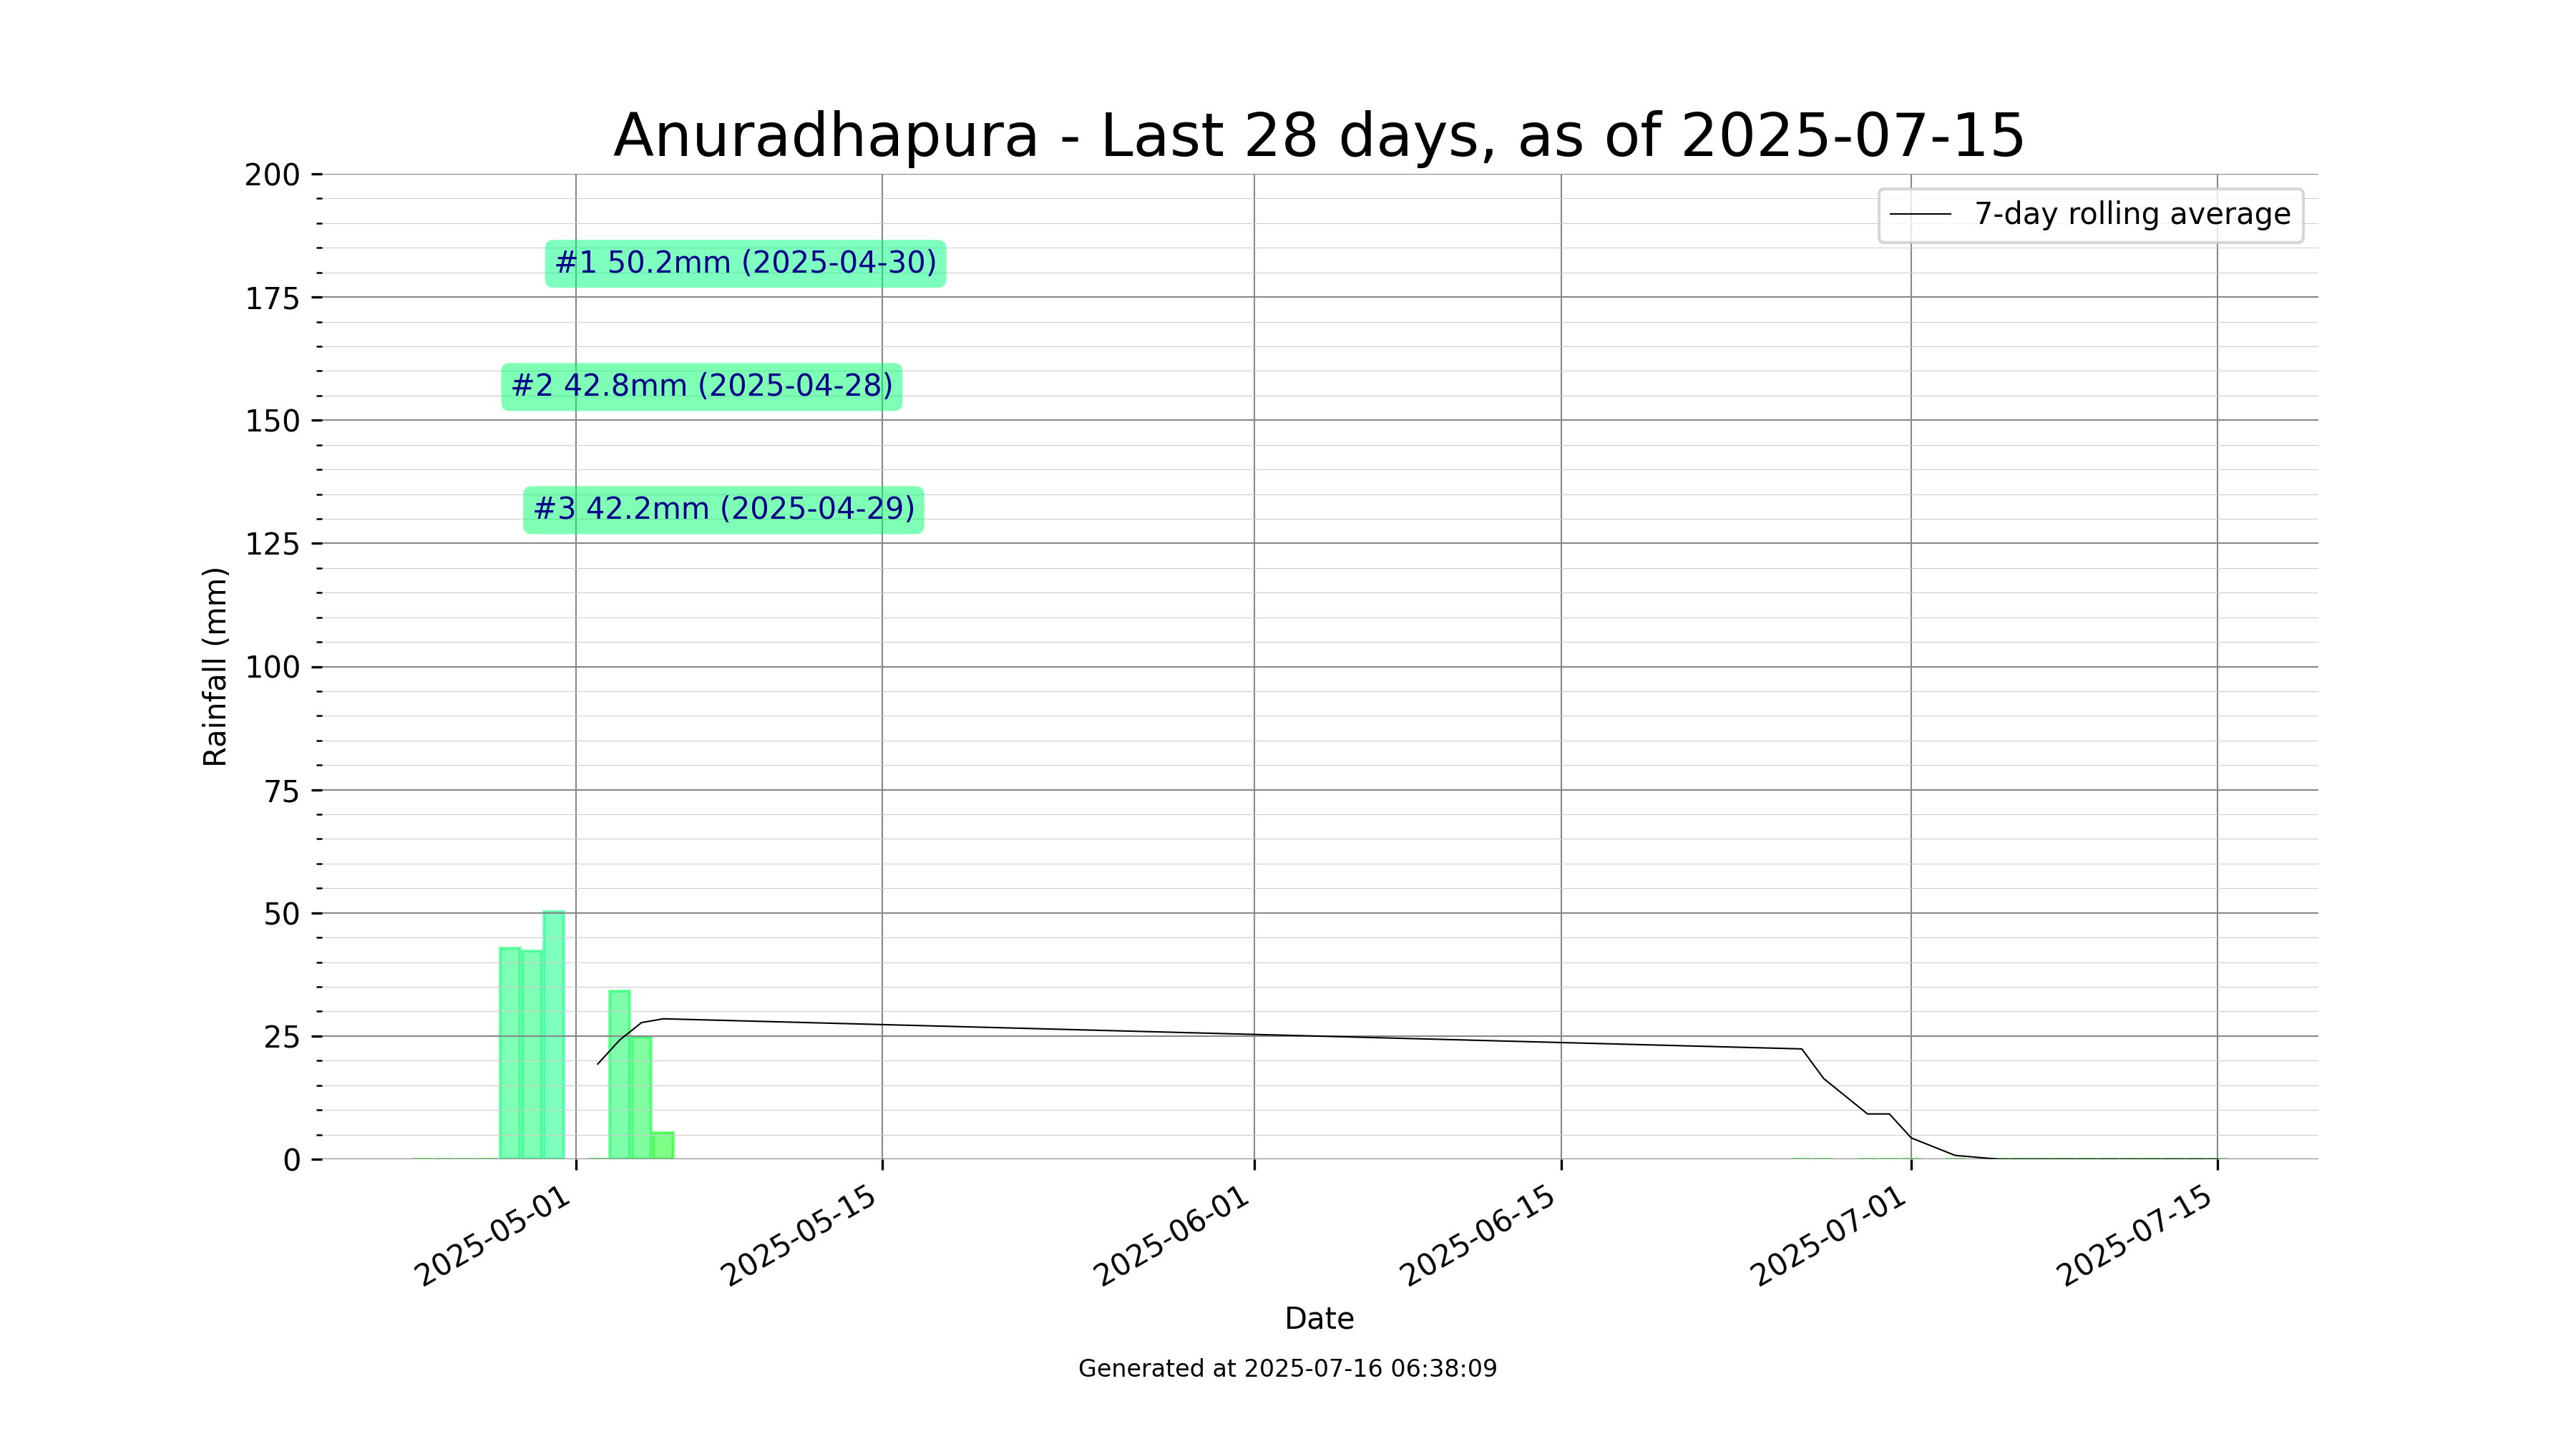 Anuradhapura - Last 28 days, as of 2025-07-15
200
175
150
125
100
75
50
25
0
Rainfall (mm)
7-day rolling average
#1 50.2mm (2025-04-30)
#2 42.8mm (2025-04-28)
#3 42.2mm (2025-04-29)
2025-05-01
2025-05-15
2025-06-01
2025-06-15
2025-07-01
2025-07-15
Date
Generated at 2025-07-16 06:38:09